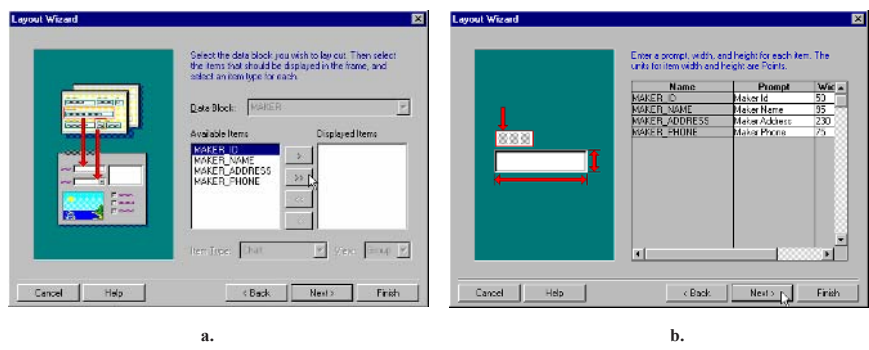 Layout Wizard
Select the data block you wish to lay out. Then select
the items that should be displayed in the frame, and
select an item type for each.
Data Block: MAKER
Available Items Displayed Items
MAKER_ID
MAKER_NAME
MAKER_ADDRESS
MAKER_PHONE
>
>>
<<
<
Item Type: View:
Cancel Help < Back Next > Finish
a.
Layout Wizard
Enter a prompt, width, and height for each item. The
units for item width and height are Points.
Name Prompt Wic
MAKER_ID Maker Id 50
MAKER_NAME Maker Name 95
MAKER_ADDRESS Maker Address 230
MAKER_PHONE Maker Phone 75
Cancel Help < Back Next > Finish
b.